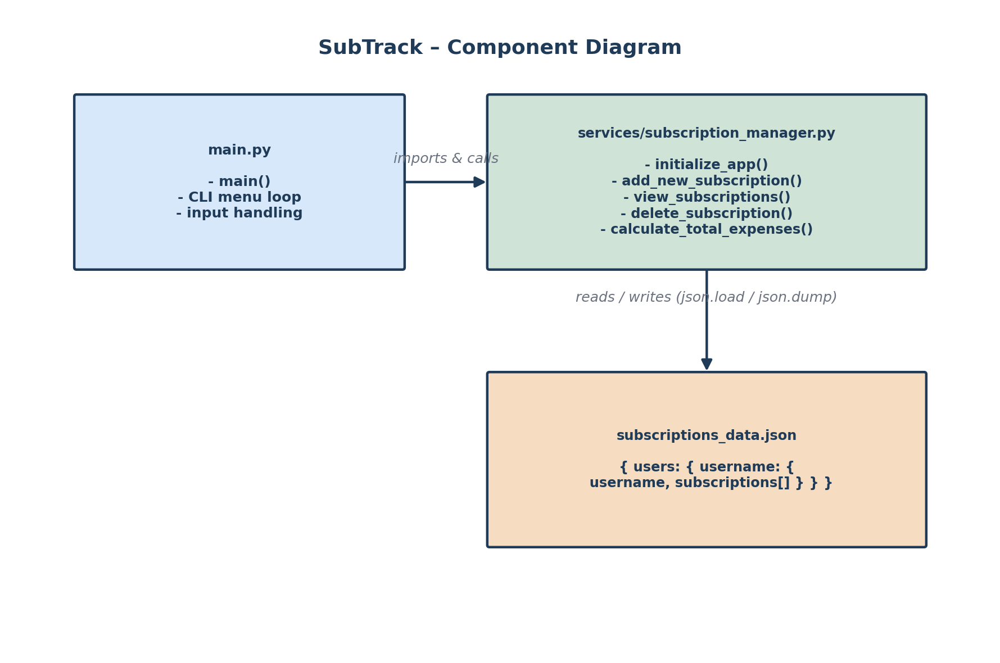 SubTrack – Component Diagram
main.py
- main()
- CLI menu loop
- input handling
imports & calls
services/subscription_manager.py
- initialize_app()
- add_new_subscription()
- view_subscriptions()
- delete_subscription()
- calculate_total_expenses()
reads / writes (json.load / json.dump)
subscriptions_data.json
{ users: { username: {
username, subscriptions[] } } }